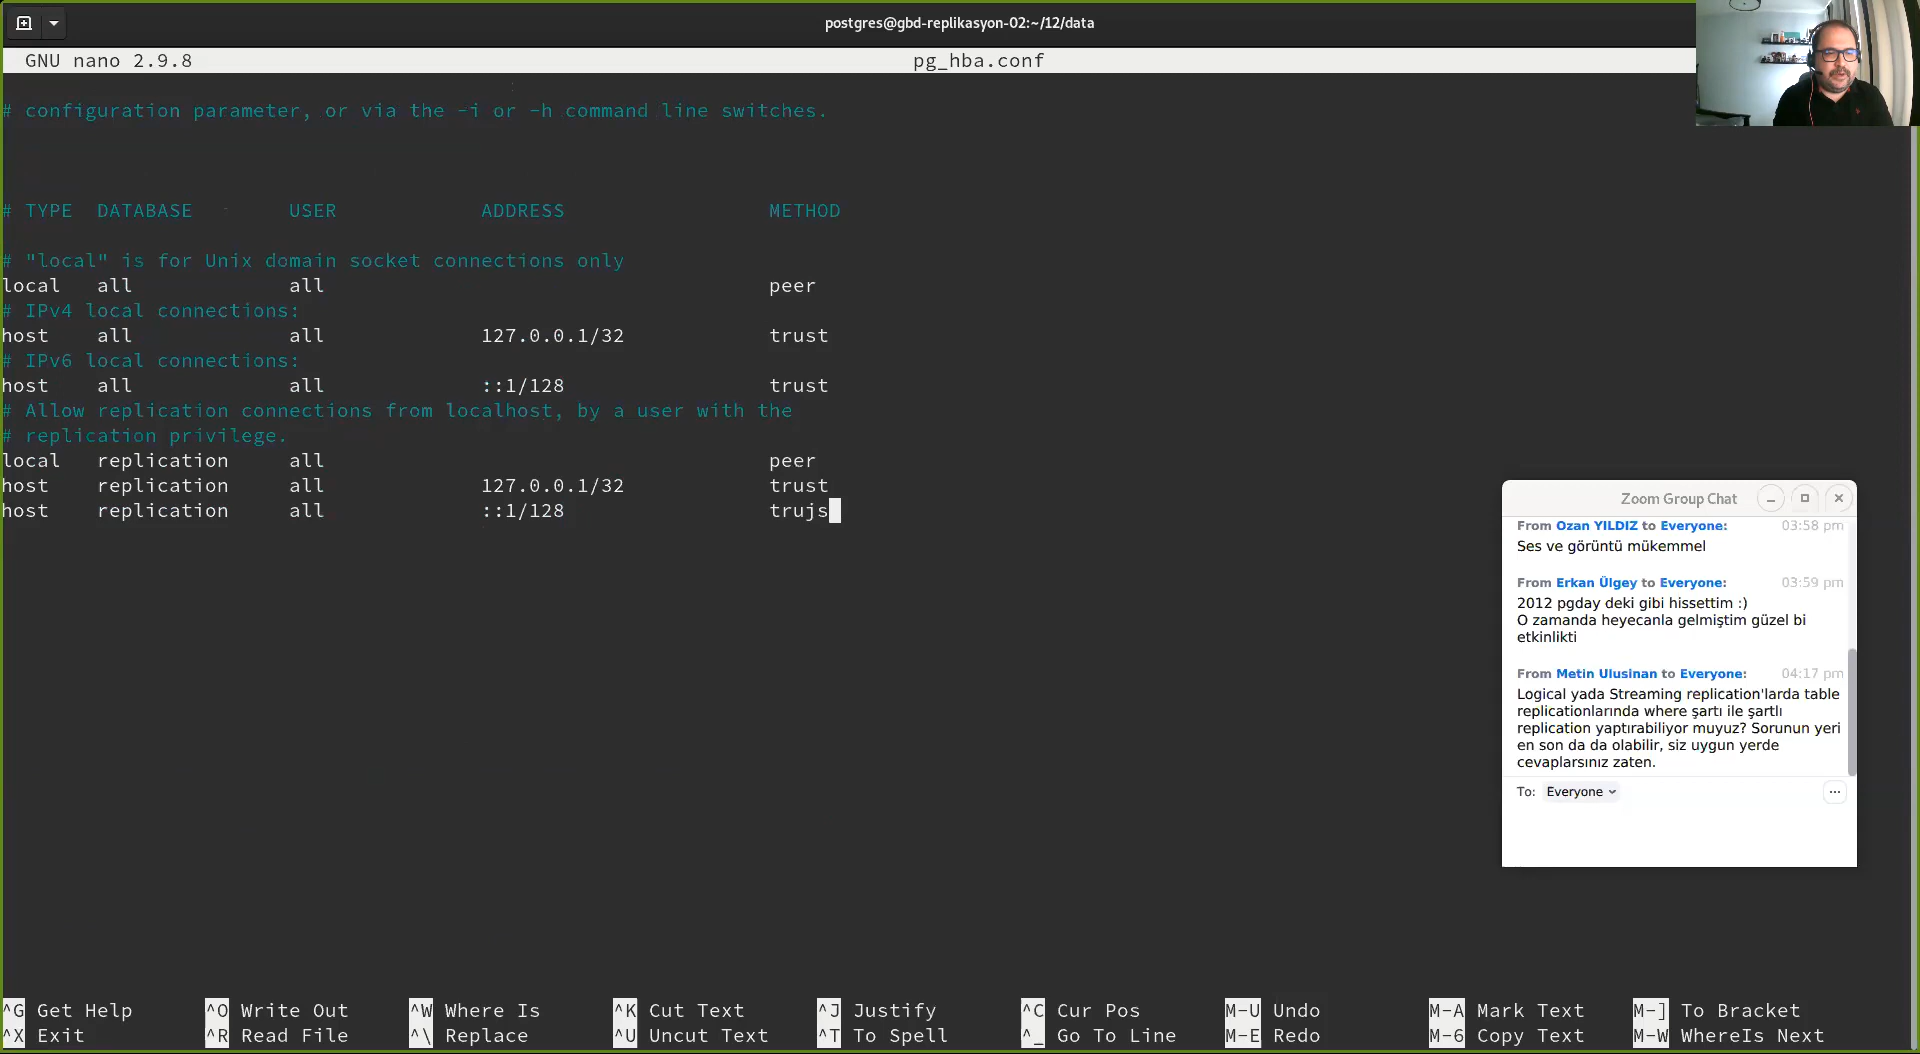 postgres@gbd-replikasyon-02:~/12/data
GNU nano 2.9.8 pg_hba.conf
# configuration parameter, or via the -i or -h command line switches.
# TYPE DATABASE USER ADDRESS METHOD
# "local" is for Unix domain socket connections only
local all all peer
# IPv4 local connections:
host all all 127.0.0.1/32 trust
# IPv6 local connections:
host all all ::1/128 trust
# Allow replication connections from localhost, by a user with the
# replication privilege.
local replication all peer
host replication all 127.0.0.1/32 trust
host replication all ::1/128 trujs
Zoom Group Chat
From Ozan YILDIZ to Everyone: 03:58 pm
Ses ve görüntü mükemmel
From Erkan Ülgey to Everyone: 03:59 pm
2012 pgday deki gibi hissettim :)
O zamanda heyecanla gelmiştim güzel bi
etkinlikti
From Metin Ulusinan to Everyone: 04:17 pm
Logical yada Streaming replication'larda table
replicationlarında where şartı ile şartlı
replication yaptırabiliyor muyuz? Sorunun yeri
en son da da olabilir, siz uygun yerde
cevaplarsınız zaten.
To: Everyone
^G Get Help ^O Write Out ^W Where Is ^K Cut Text ^J Justify ^C Cur Pos M-U Undo M-A Mark Text M-] To Bracket
^X Exit ^R Read File ^\ Replace ^U Uncut Text ^T To Spell ^_ Go To Line M-E Redo M-6 Copy Text M-W WhereIs Next